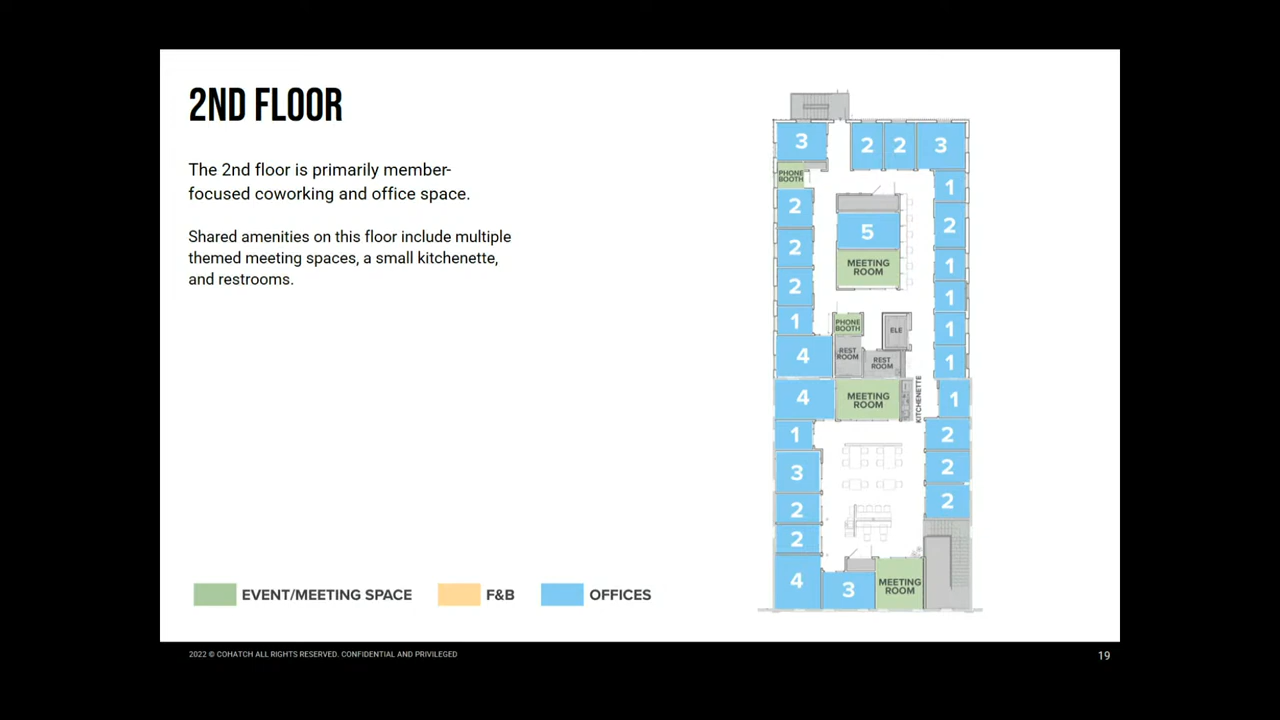 2ND FLOOR
The 2nd floor is primarily member-
focused coworking and office space.
Shared amenities on this floor include multiple
themed meeting spaces, a small kitchenette,
and restrooms.
EVENT/MEETING SPACE
F&B
OFFICES
3
2
2
3
PHONE
BOOTH
1
2
2
5
2
MEETING
ROOM
1
2
1
1
PHONE
BOOTH
ELE
1
4
REST
ROOM
REST
ROOM
1
4
MEETING
ROOM
KITCHENETTE
1
1
2
3
2
2
2
2
4
3
MEETING
ROOM
2022 © COHATCH ALL RIGHTS RESERVED. CONFIDENTIAL AND PRIVILEGED
19